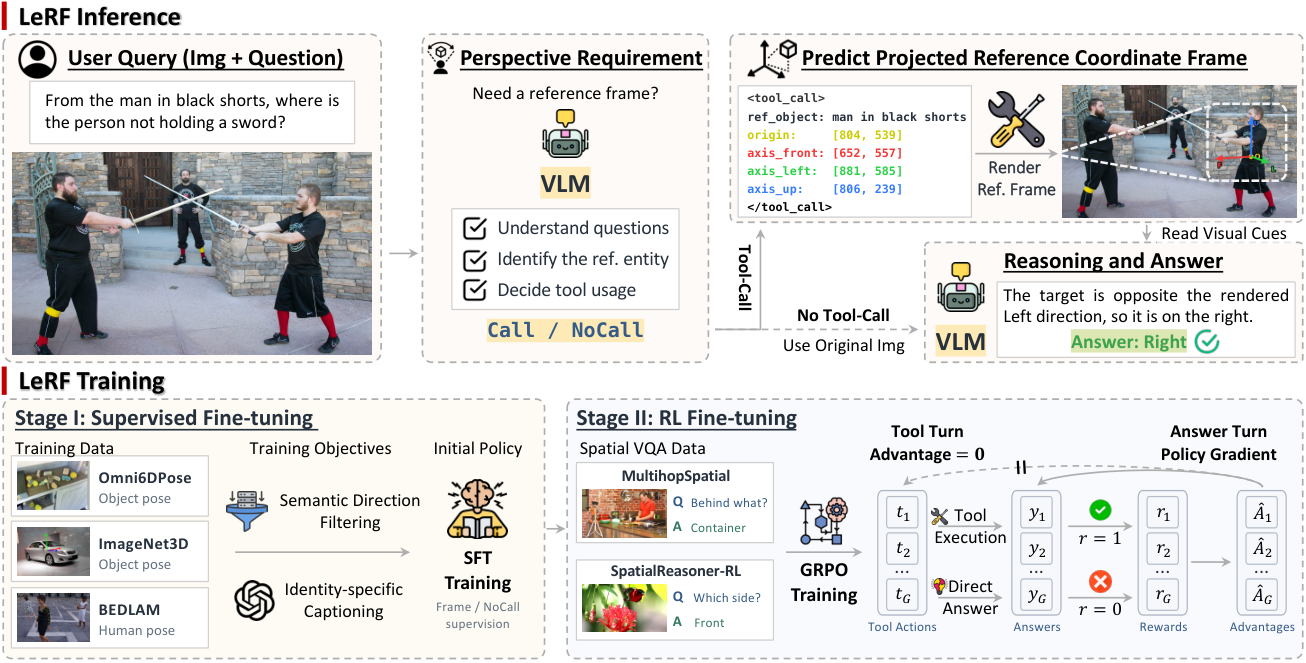 LeRF Inference
User Query (Img + Question)
From the man in black shorts, where is
the person not holding a sword?
Perspective Requirement
Need a reference frame?
VLM
Understand questions
Identify the ref. entity
Decide tool usage
Call / NoCall
Tool-Call
No Tool-Call
Use Original Img
Predict Projected Reference Coordinate Frame
<tool_call>
ref_object: man in black shorts
origin: [804, 539]
axis_front: [652, 557]
axis_left: [881, 585]
axis_up: [806, 239]
</tool_call>
Render
Ref. Frame
Read Visual Cues
VLM
Reasoning and Answer
The target is opposite the rendered
Left direction, so it is on the right.
Answer: Right
LeRF Training
Stage I: Supervised Fine-tuning
Training Data
Omni6DPose
Object pose
ImageNet3D
Object pose
BEDLAM
Human pose
Training Objectives
Semantic Direction
Filtering
Identity-specific
Captioning
Initial Policy
SFT
Training
Frame / NoCall
supervision
Stage II: RL Fine-tuning
Spatial VQA Data
MultihopSpatial
Q Behind what?
A Container
SpatialReasoner-RL
Q Which side?
A Front
GRPO
Training
Tool Turn
Advantage = 0
Answer Turn
Policy Gradient
t₁
t₂
...
t_G
Tool Actions
Tool
Execution
Direct
Answer
y₁
y₂
...
y_G
Answers
r = 1
r = 0
r₁
r₂
...
r_G
Rewards
Â₁
Â₂
...
Â_G
Advantages